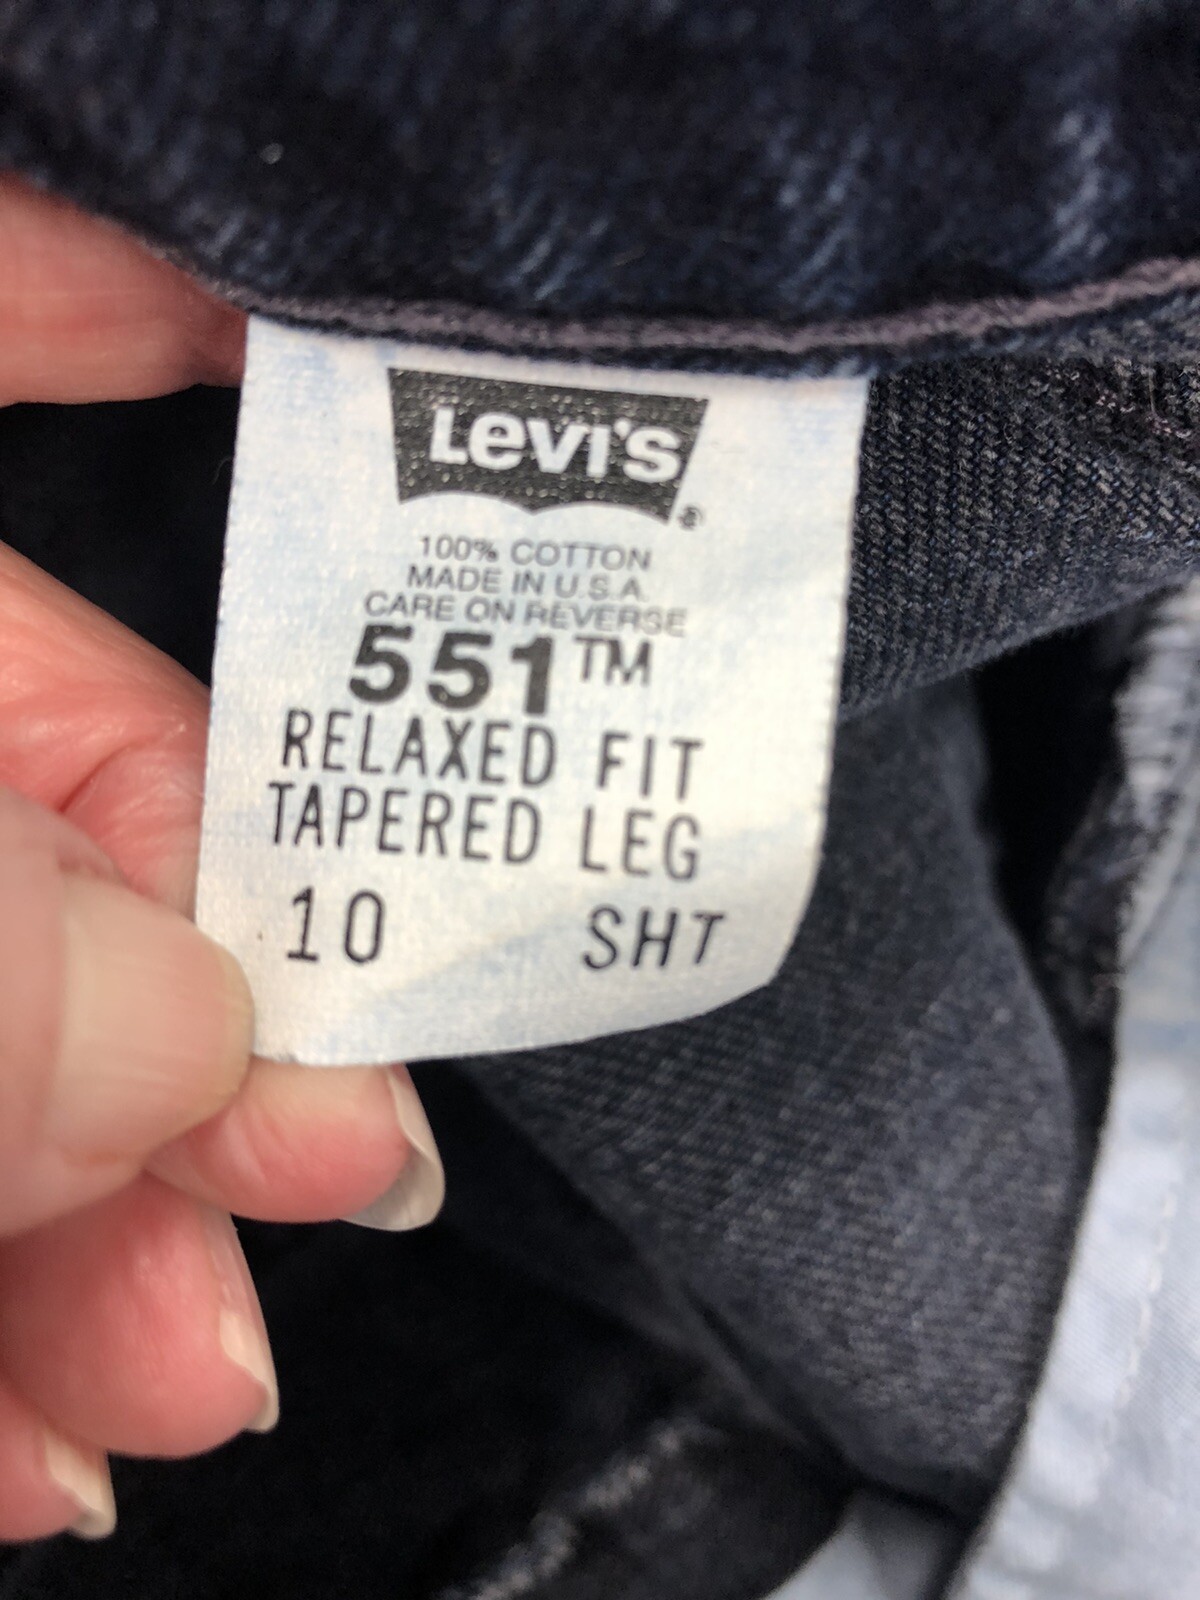 LEVI'S®
100% COTTON
MADE IN U.S.A.
CARE ON REVERSE
551™
RELAXED FIT
TAPERED LEG
10 SHT